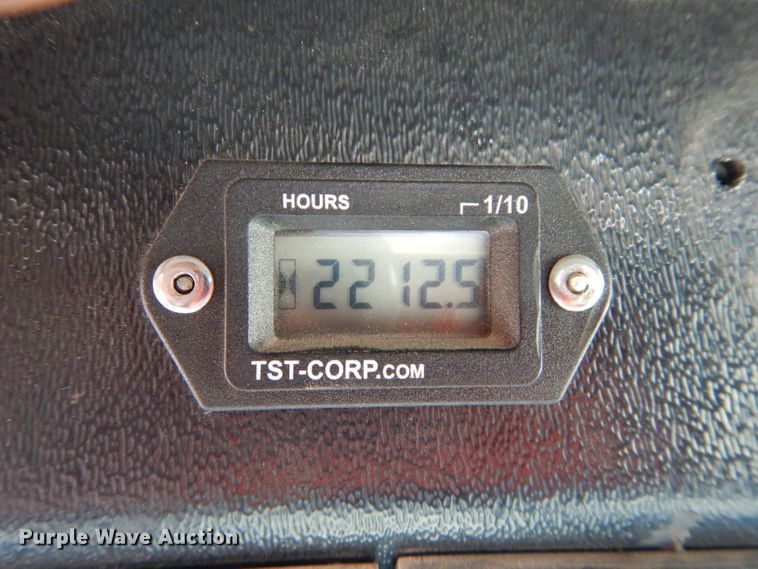 HOURS
1/10
2212.5
TST-CORP.COM
Purple Wave Auction